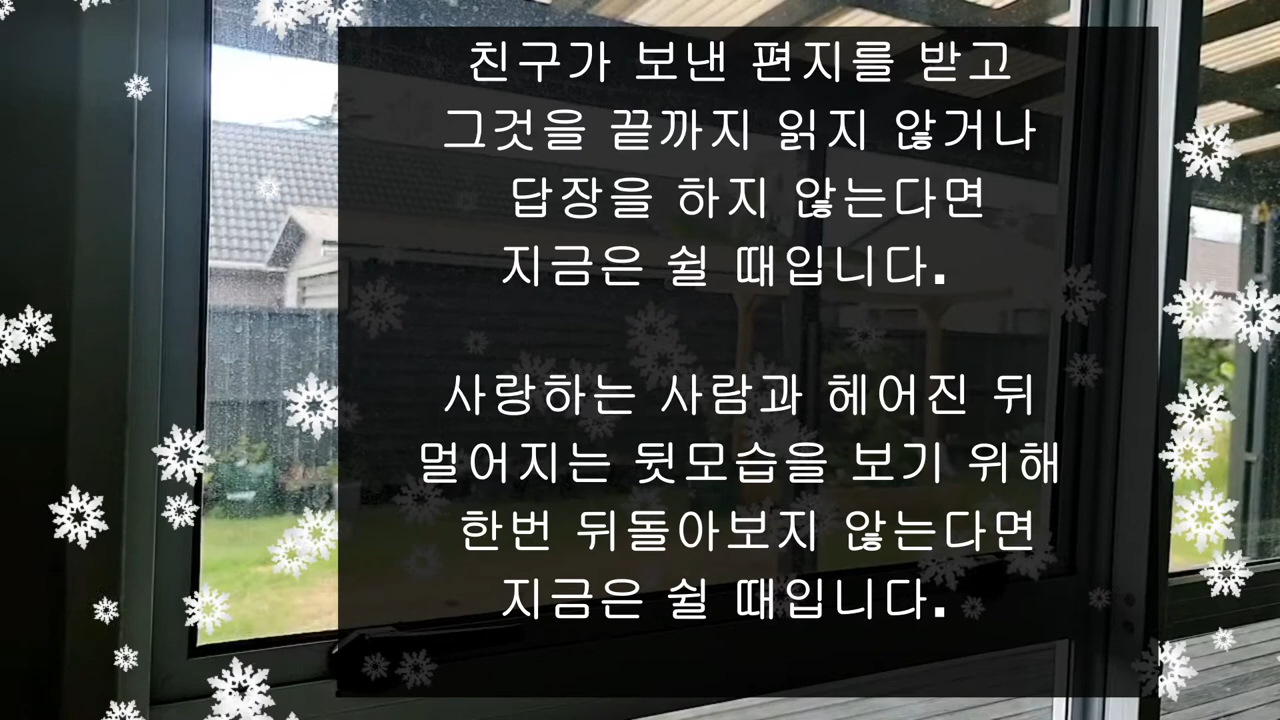 친구가 보낸 편지를 받고
그것을 끝까지 읽지 않거나
답장을 하지 않는다면
지금은 쉴 때입니다.
사랑하는 사람과 헤어진 뒤
멀어지는 뒷모습을 보기 위해
한번 뒤돌아보지 않는다면
지금은 쉴 때입니다.